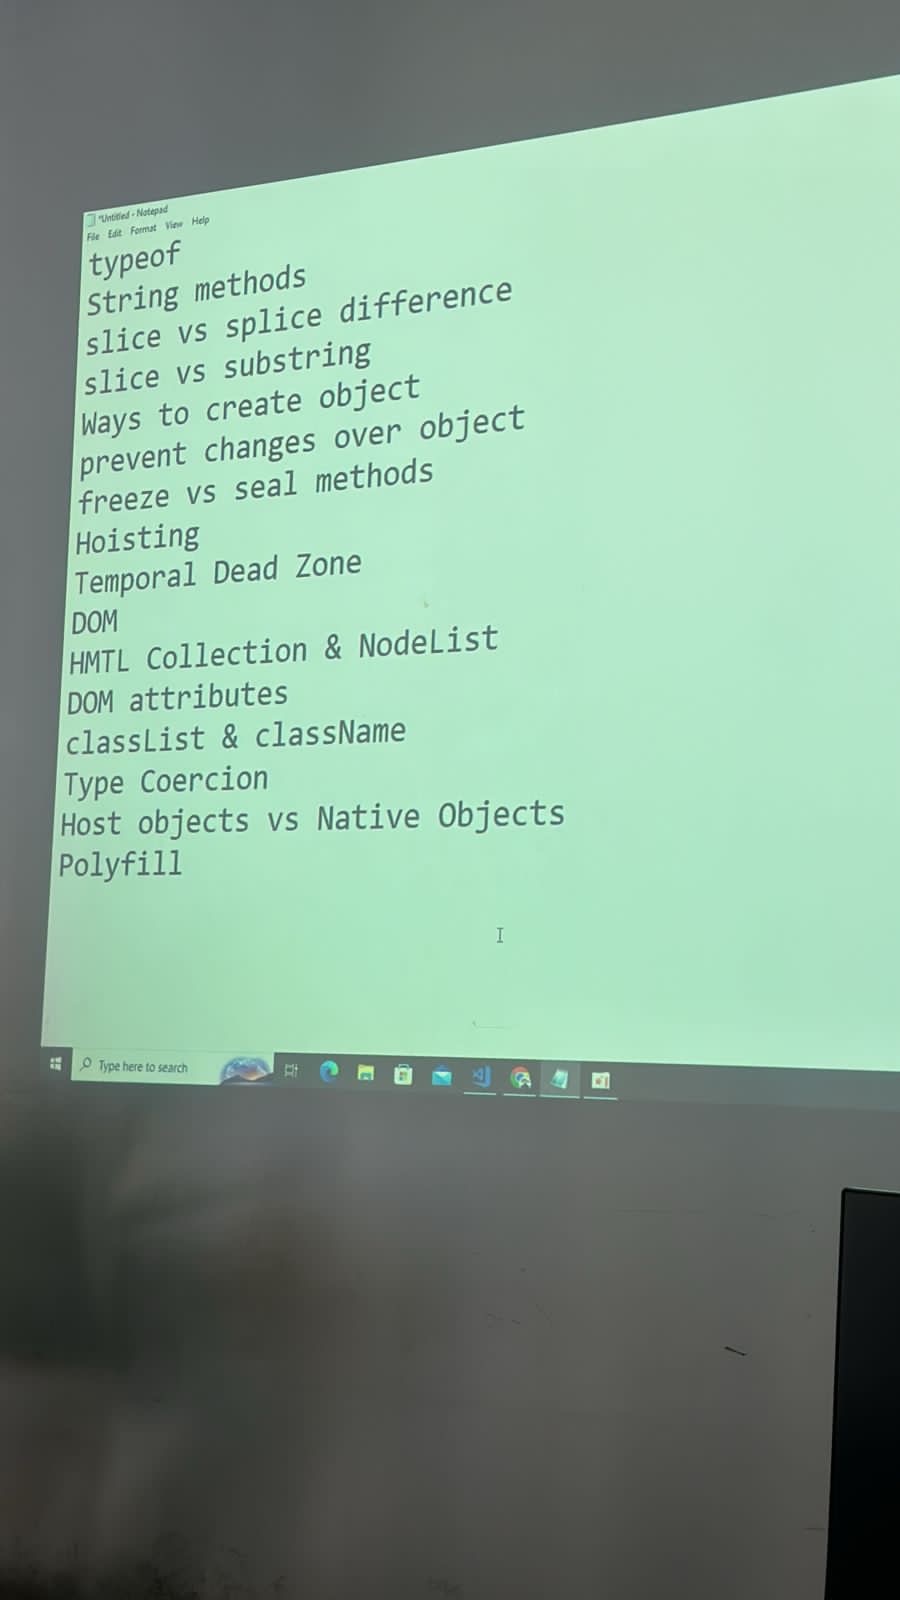 *Untitled - Notepad
File Edit Format View Help
typeof
String methods
slice vs splice difference
slice vs substring
Ways to create object
prevent changes over object
freeze vs seal methods
Hoisting
Temporal Dead Zone
DOM
HMTL Collection & NodeList
DOM attributes
classList & className
Type Coercion
Host objects vs Native Objects
Polyfill
Type here to search